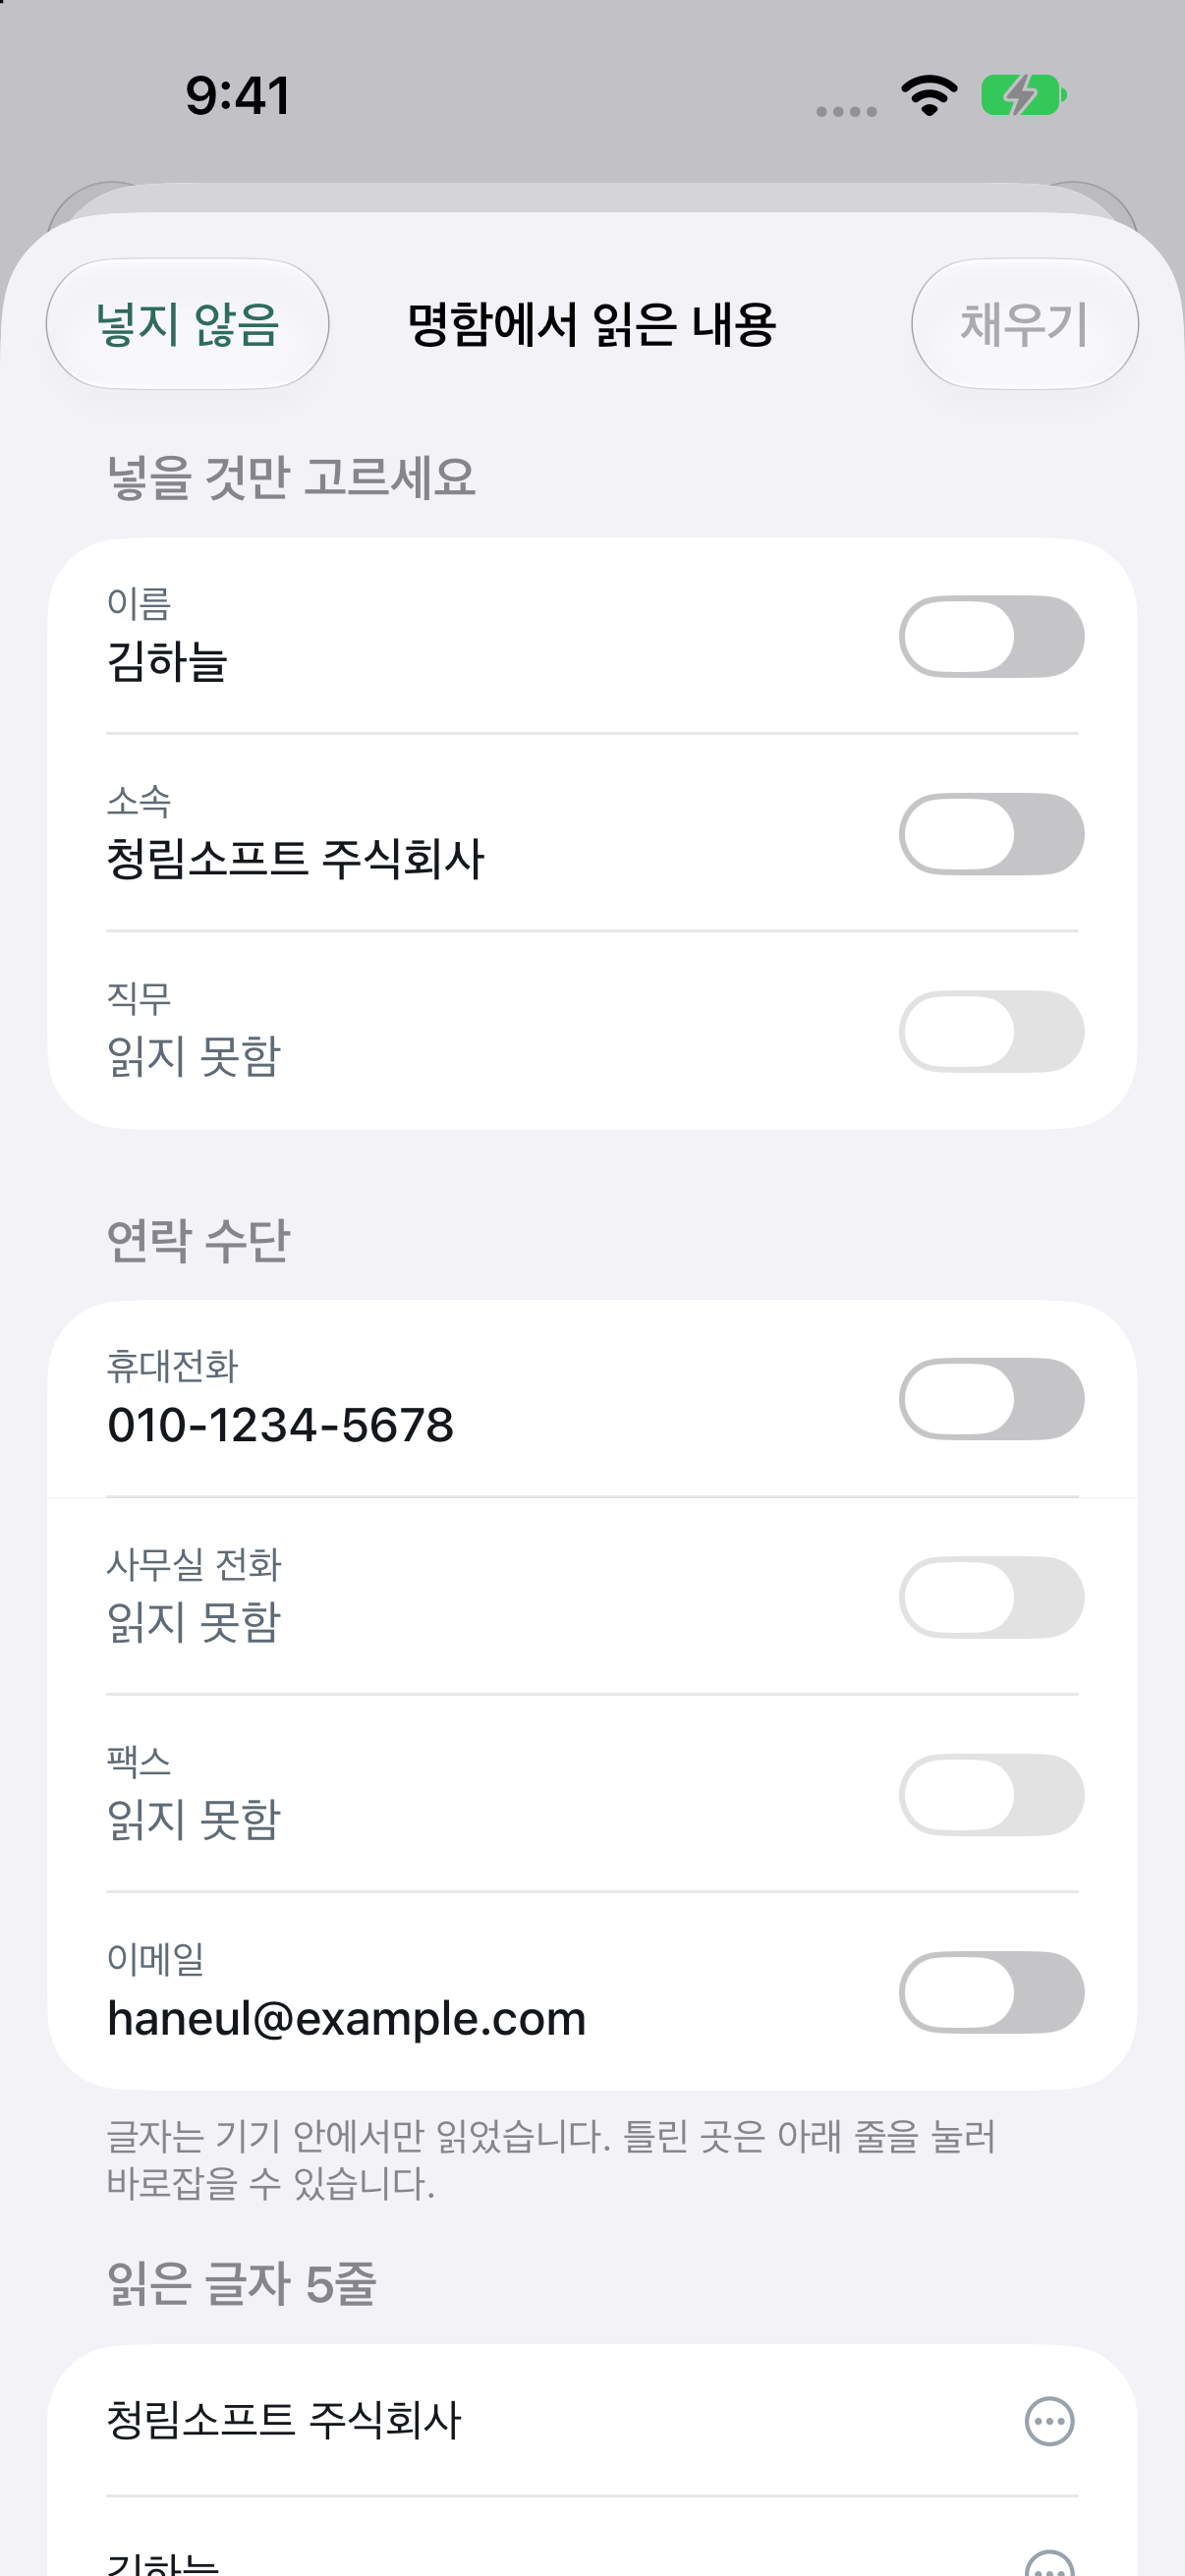 9:41
넣지 않음
명함에서 읽은 내용
채우기
넣을 것만 고르세요
이름
김하늘
소속
청림소프트 주식회사
직무
읽지 못함
연락 수단
휴대전화
010-1234-5678
사무실 전화
읽지 못함
팩스
읽지 못함
이메일
haneul@example.com
글자는 기기 안에서만 읽었습니다. 틀린 곳은 아래 줄을 눌러
바로잡을 수 있습니다.
읽은 글자 5줄
청림소프트 주식회사
김하늘